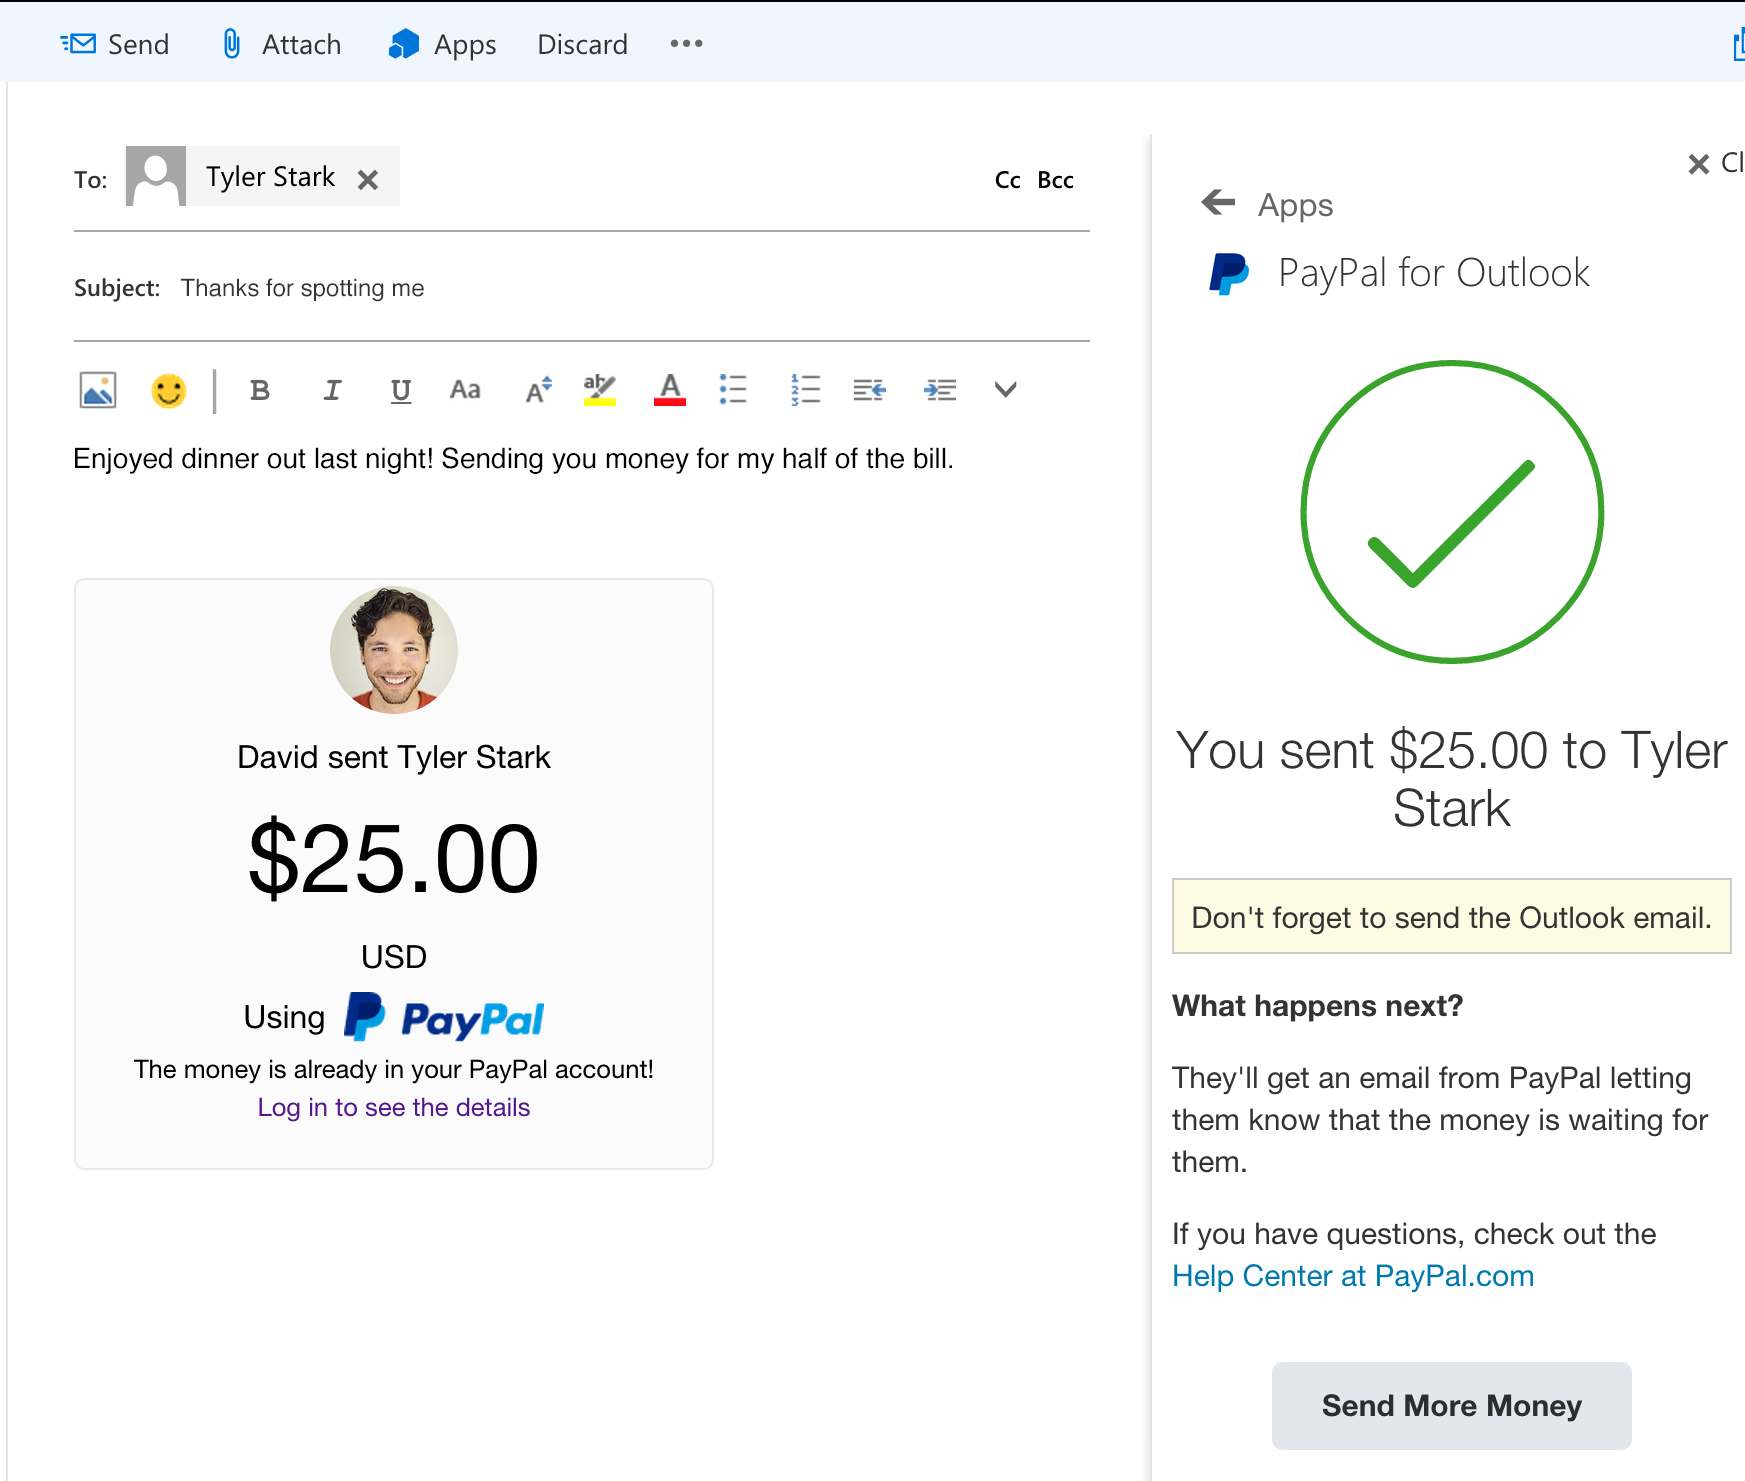 Send Attach Apps Discard
To: Tyler Stark Cc Bcc
Subject: Thanks for spotting me
B I U Aa A ab A
Enjoyed dinner out last night! Sending you money for my half of the bill.
David sent Tyler Stark
$25.00
USD
Using PayPal
The money is already in your PayPal account!
Log in to see the details
Apps
PayPal for Outlook
You sent $25.00 to Tyler
Stark
Don't forget to send the Outlook email.
What happens next?
They'll get an email from PayPal letting
them know that the money is waiting for
them.
If you have questions, check out the
Help Center at PayPal.com
Send More Money